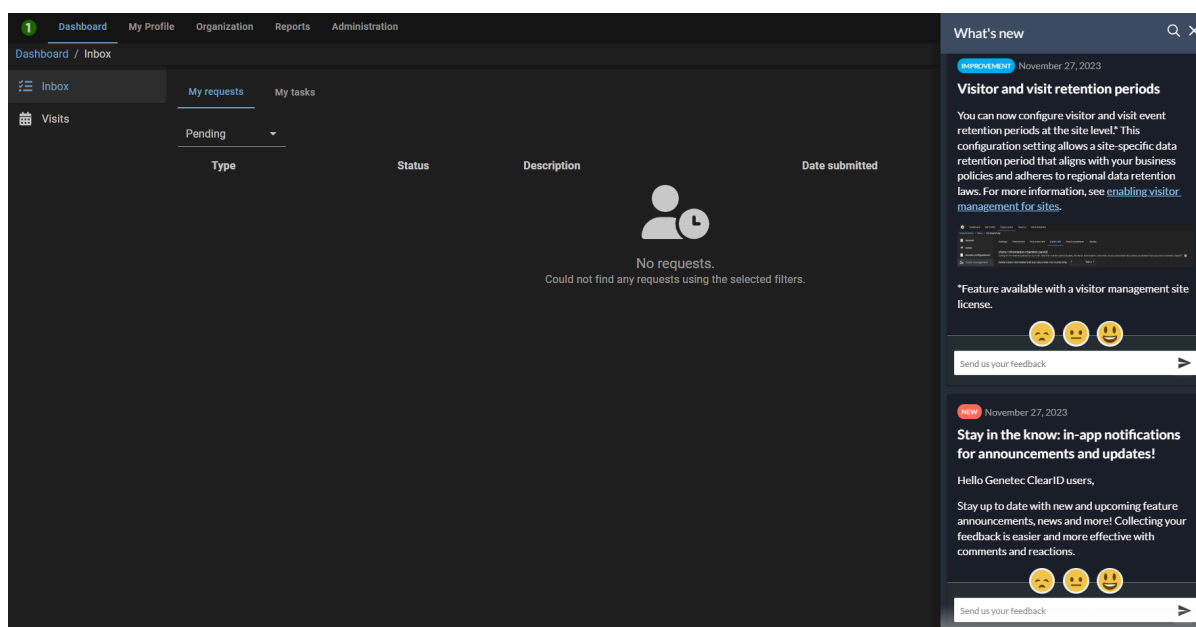 1 Dashboard My Profile Organization Reports Administration
Dashboard / Inbox
Inbox
Visits
My requests My tasks
Pending
Type Status Description Date submitted
No requests.
Could not find any requests using the selected filters.
What's new
IMPROVEMENT November 27, 2023
Visitor and visit retention periods
You can now configure visitor and visit event
retention periods at the site level.* This
configuration setting allows a site-specific data
retention period that aligns with your business
policies and adheres to regional data retention
laws. For more information, see enabling visitor
management for sites.
*Feature available with a visitor management site
license.
Send us your feedback
NEW November 27, 2023
Stay in the know: in-app notifications
for announcements and updates!
Hello Genetec ClearID users,
Stay up to date with new and upcoming feature
announcements, news and more! Collecting your
feedback is easier and more effective with
comments and reactions.
Send us your feedback